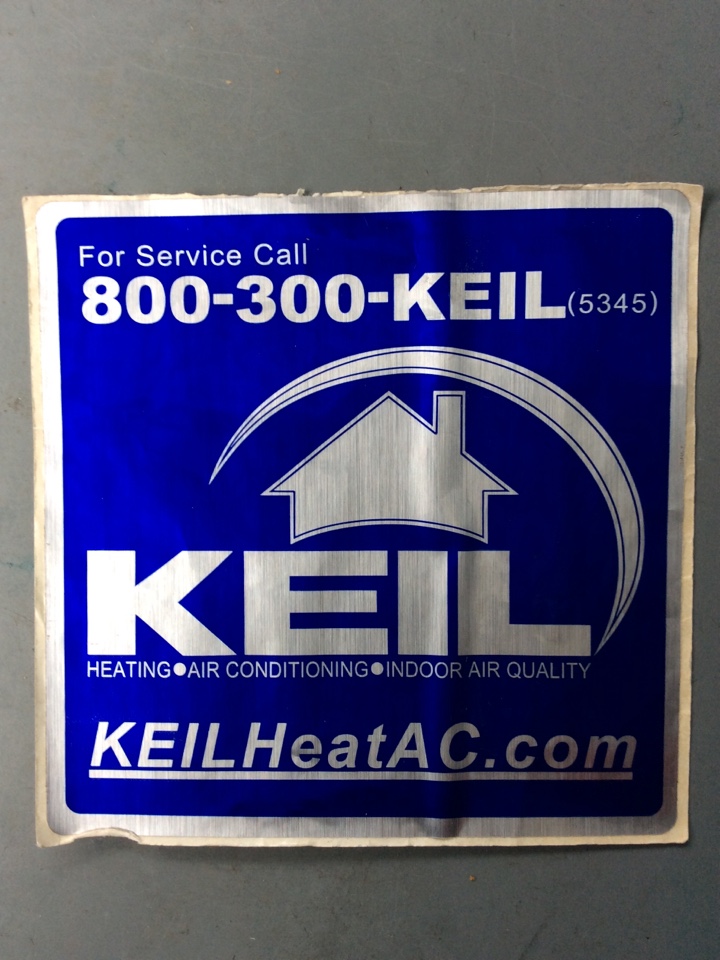 For Service Call
800-300-KEIL (5345)
KEIL
HEATING●AIR CONDITIONING●INDOOR AIR QUALITY
KEILHeatAC.com